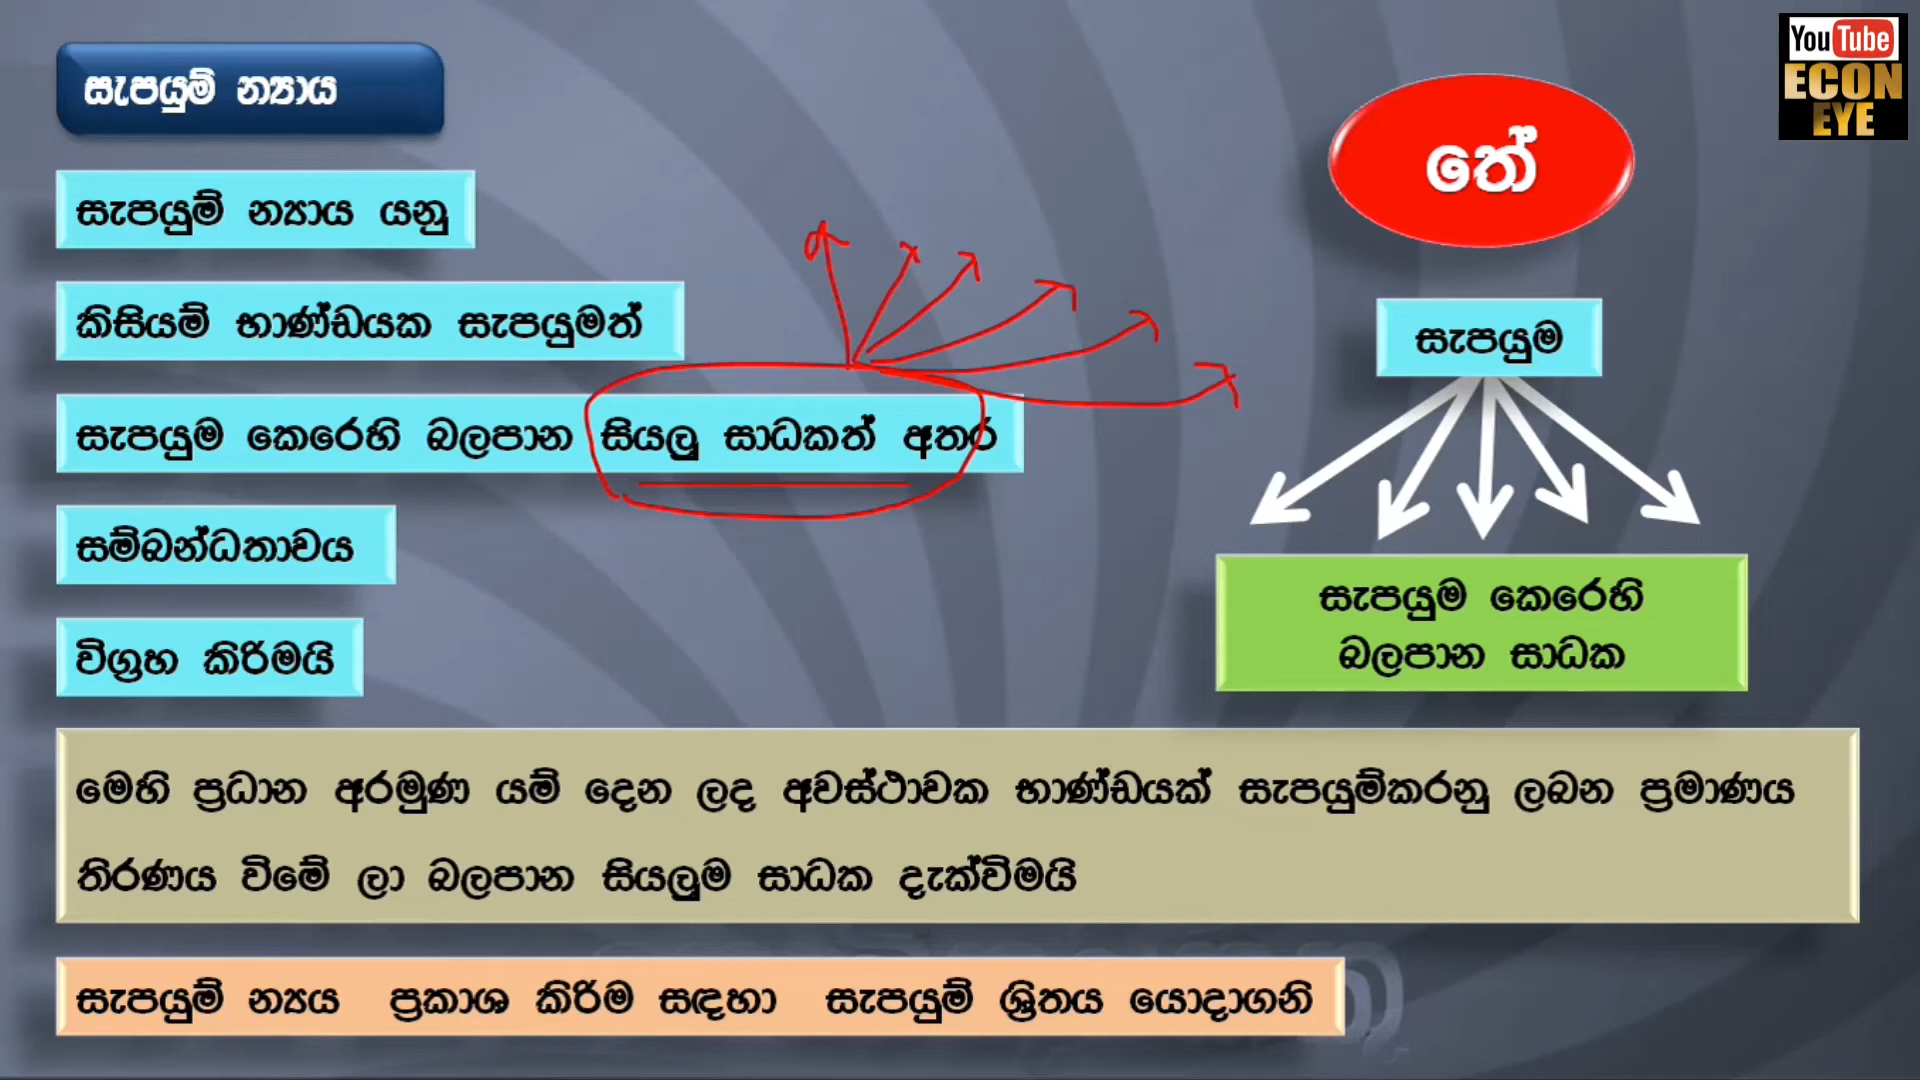 සැපයුම් න්‍යාය
සැපයුම් න්‍යාය යනු
කිසියම් භාණ්ඩයක සැපයුමත්
සැපයුම කෙරෙහි බලපාන සියලු සාධකත් අතර
සම්බන්ධතාවය
විග්‍රහ කිරිමයි
YouTube
ECON
EYE
තේ
සැපයුම
සැපයුම කෙරෙහි
බලපාන සාධක
මෙහි ප්‍රධාන අරමුණ යම් දෙන ලද අවස්ථාවක භාණ්ඩයක් සැපයුම්කරනු ලබන ප්‍රමාණය
තිරණය විමේ ලා බලපාන සියලුම සාධක දැක්විමයි
සැපයුම් න්‍යය ප්‍රකාශ කිරිම සඳහා සැපයුම් ශ්‍රිතය යොදාගනි